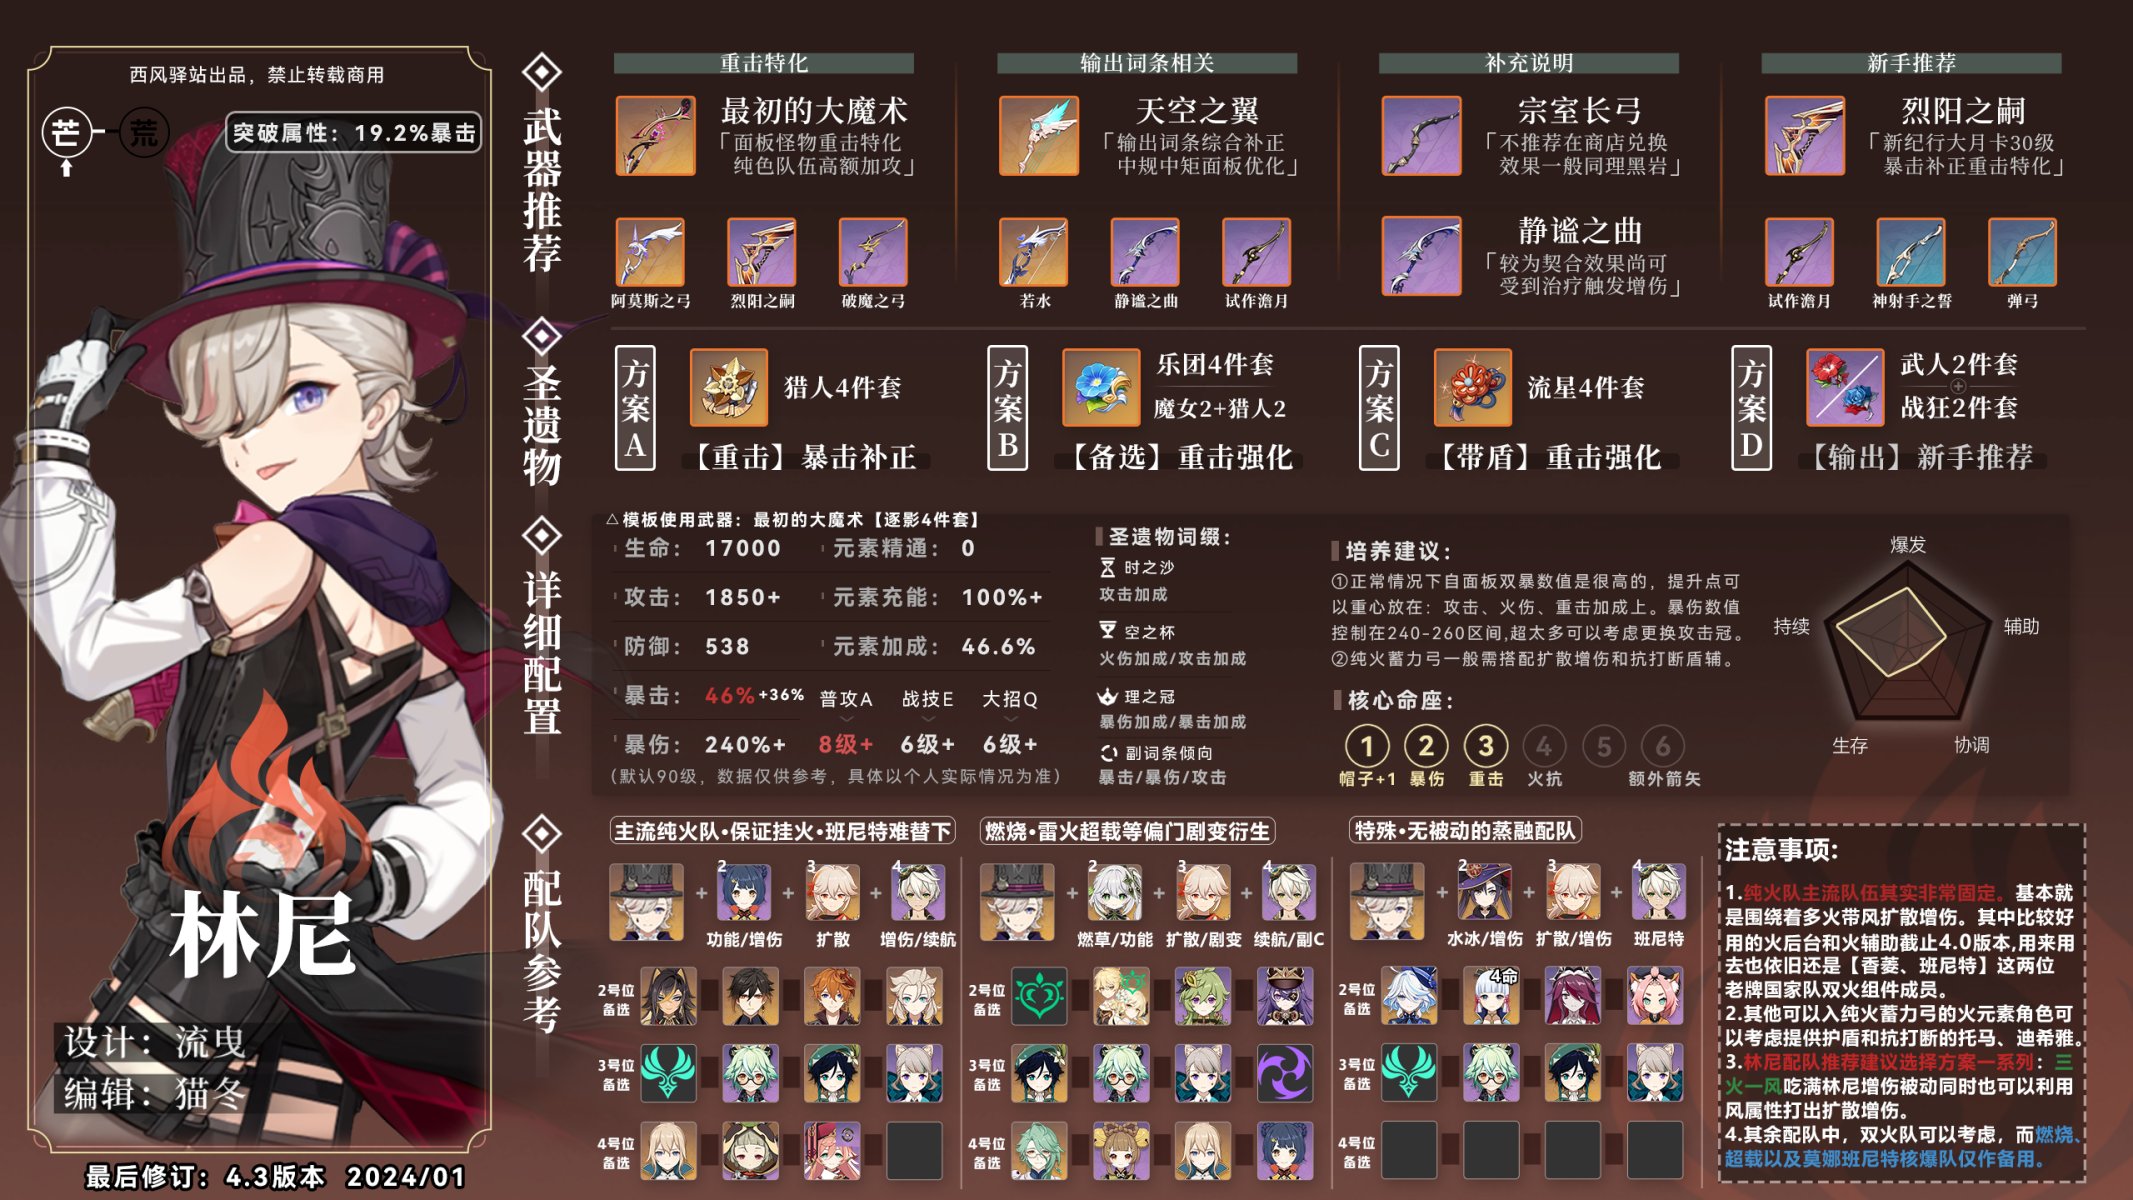 西风驿站出品，禁止转载商用
芒
荒
突破属性：19.2%暴击
林尼
设计：流曳
编辑：猫冬
最后修订：4.3版本 2024/01
武器推荐
重击特化
最初的大魔术
「面板怪物重击特化
纯色队伍高额加攻」
阿莫斯之弓
烈阳之嗣
破魔之弓
输出词条相关
天空之翼
「输出词条综合补正
中规中矩面板优化」
若水
静谧之曲
试作澹月
补充说明
宗室长弓
「不推荐在商店兑换
效果一般同理黑岩」
静谧之曲
「较为契合效果尚可
受到治疗触发增伤」
新手推荐
烈阳之嗣
「新纪行大月卡30级
暴击补正重击特化」
试作澹月
神射手之誓
弹弓
圣遗物
方案A
猎人4件套
【重击】暴击补正
方案B
乐团4件套
魔女2+猎人2
【备选】重击强化
方案C
流星4件套
【带盾】重击强化
方案D
武人2件套
战狂2件套
【输出】新手推荐
详细配置
△模板使用武器：最初的大魔术【逐影4件套】
生命：17000 元素精通：0
攻击：1850+ 元素充能：100%+
防御：538 元素加成：46.6%
暴击：46%+36% 普攻A 战技E 大招Q
暴伤：240%+ 8级+ 6级+ 6级+
(默认90级，数据仅供参考，具体以个人实际情况为准)
圣遗物词缀：
时之沙
攻击加成
空之杯
火伤加成/攻击加成
理之冠
暴伤加成/暴击加成
副词条倾向
暴击/暴伤/攻击
培养建议：
①正常情况下自面板双暴数值是很高的，提升点可
以重心放在：攻击、火伤、重击加成上。暴伤数值
控制在240-260区间,超太多可以考虑更换攻击冠。
②纯火蓄力弓一般需搭配扩散增伤和抗打断盾辅。
核心命座：
1 2 3 4 5 6
帽子+1 暴伤 重击 火抗 额外箭矢
爆发
辅助
协调
生存
持续
配队参考
主流纯火队•保证挂火•班尼特难替下
2 3 4
功能/增伤 扩散 增伤/续航
2号位
备选
3号位
备选
4号位
备选
燃烧•雷火超载等偏门剧变衍生
2 3 4
燃草/功能 扩散/剧变 续航/副C
2号位
备选
3号位
备选
4号位
备选
特殊•无被动的蒸融配队
2 3 4
水冰/增伤 扩散/增伤 班尼特
2号位
备选
4命
3号位
备选
4号位
备选
注意事项:
1.纯火队主流队伍其实非常固定。基本就
是围绕着多火带风扩散增伤。其中比较好
用的火后台和火辅助截止4.0版本,用来用
去也依旧还是【香菱、班尼特】这两位
老牌国家队双火组件成员。
2.其他可以入纯火蓄力弓的火元素角色可
以考虑提供护盾和抗打断的托马、迪希雅。
3.林尼配队推荐建议选择方案一系列：三
火一风吃满林尼增伤被动同时也可以利用
风属性打出扩散增伤。
4.其余配队中，双火队可以考虑，而燃烧、
超载以及莫娜班尼特核爆队仅作备用。